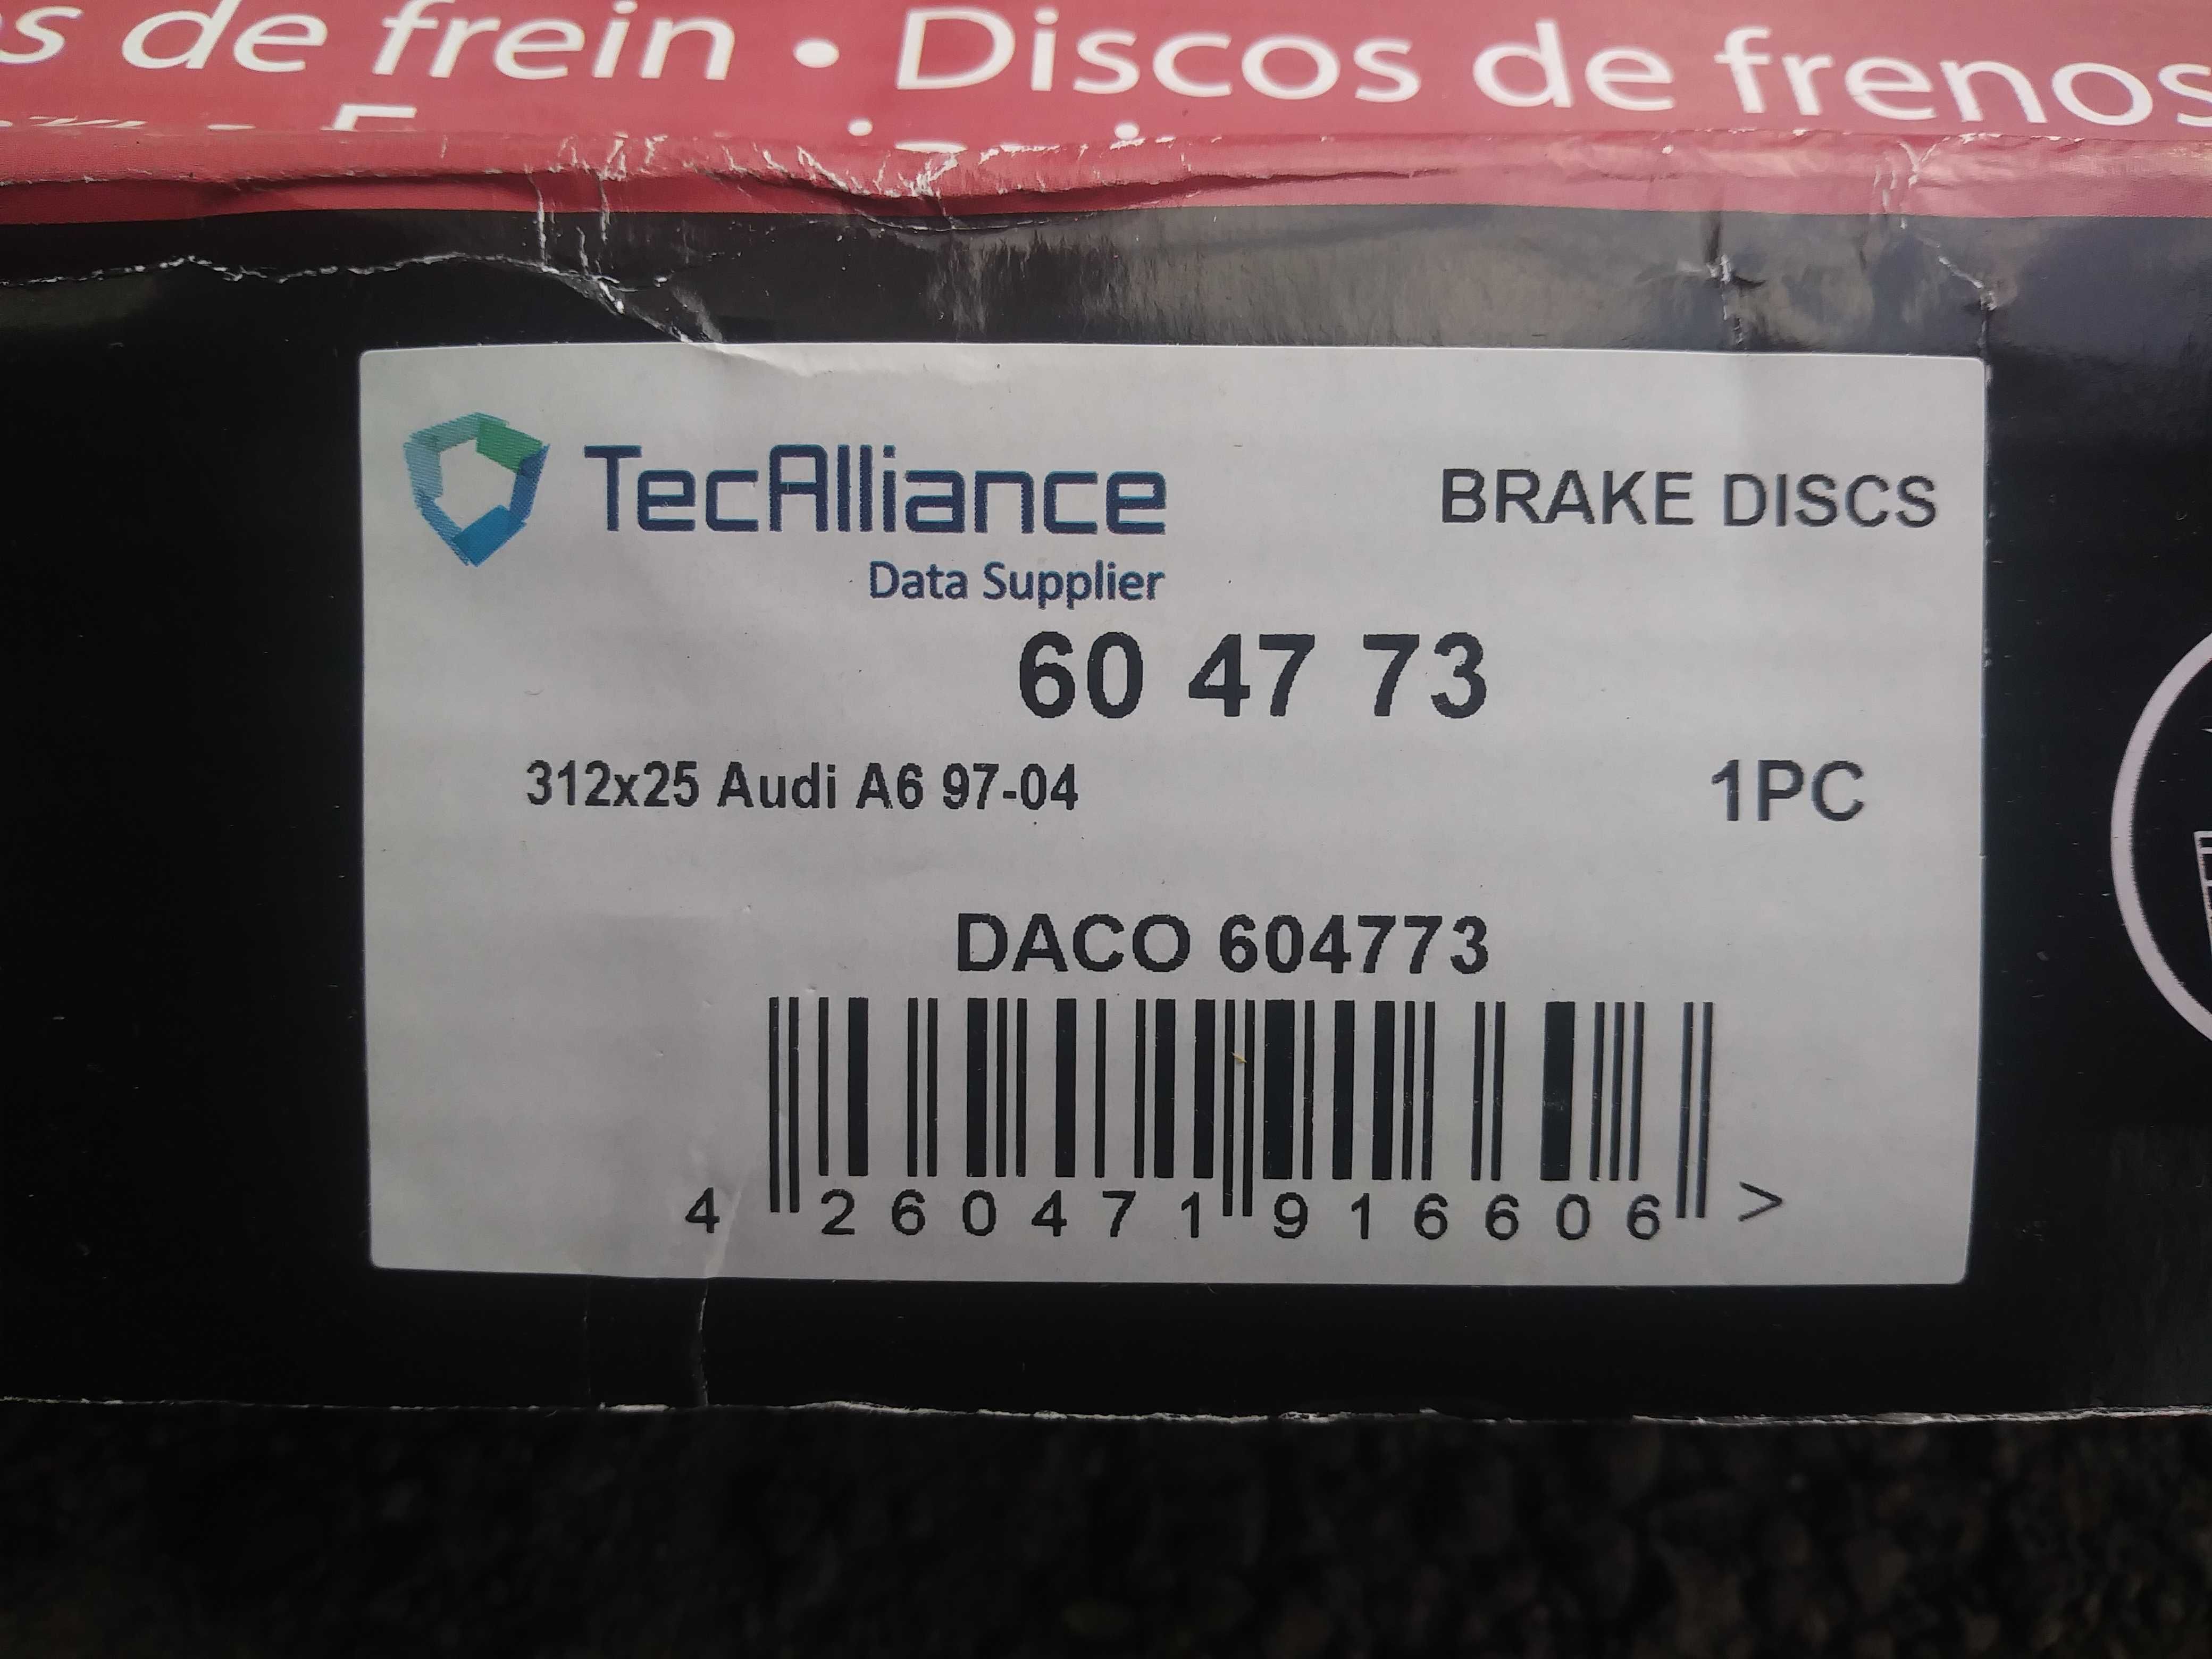 s de frein • Discos de frenos
TecAlliance
Data Supplier
BRAKE DISCS
60 47 73
312x25 Audi A6 97-04
1PC
DACO 604773
4 260471 916606 >